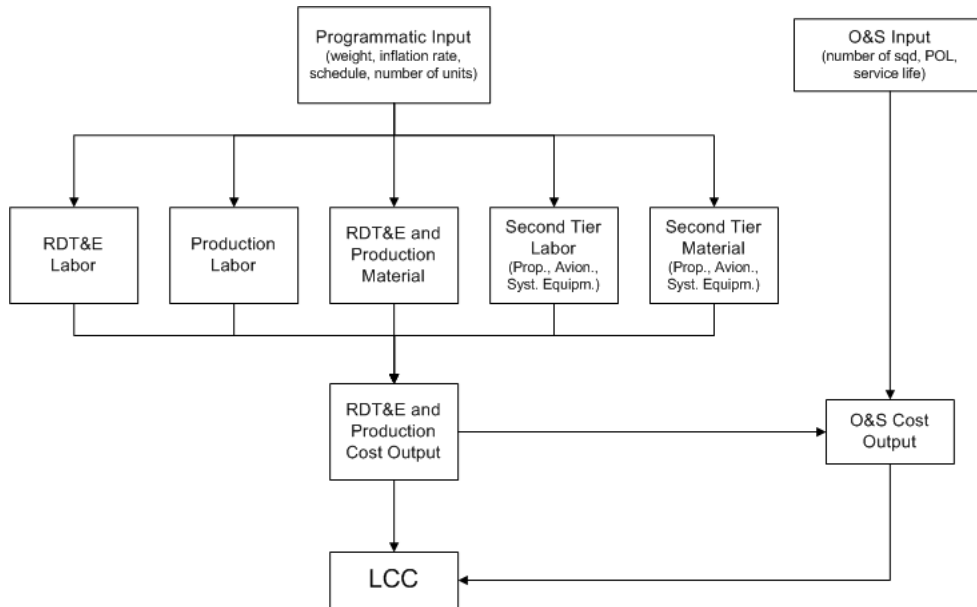 Programmatic Input
(weight, inflation rate,
schedule, number of units)
O&S Input
(number of sqd, POL,
service life)
RDT&E
Labor
Production
Labor
RDT&E and
Production
Material
Second Tier
Labor
(Prop., Avion.,
Syst. Equipm.)
Second Tier
Material
(Prop., Avion.,
Syst. Equipm.)
RDT&E and
Production
Cost Output
O&S Cost
Output
LCC